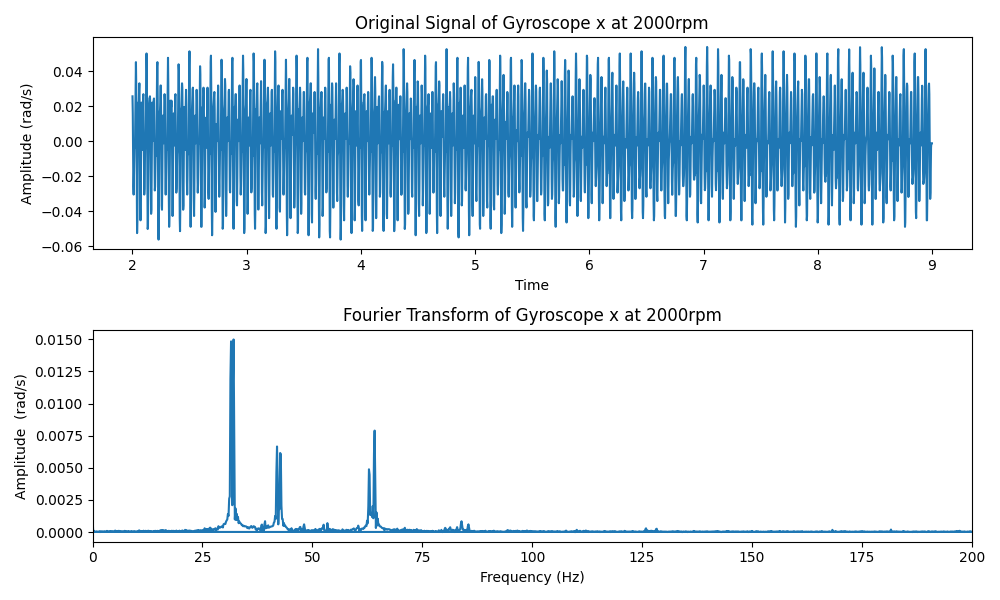 Original Signal of Gyroscope x at 2000rpm
Amplitude (rad/s)
0.04
0.02
0.00
−0.02
−0.04
−0.06
2 3 4 5 6 7 8 9
Time
Fourier Transform of Gyroscope x at 2000rpm
Amplitude (rad/s)
0.0150
0.0125
0.0100
0.0075
0.0050
0.0025
0.0000
0 25 50 75 100 125 150 175 200
Frequency (Hz)